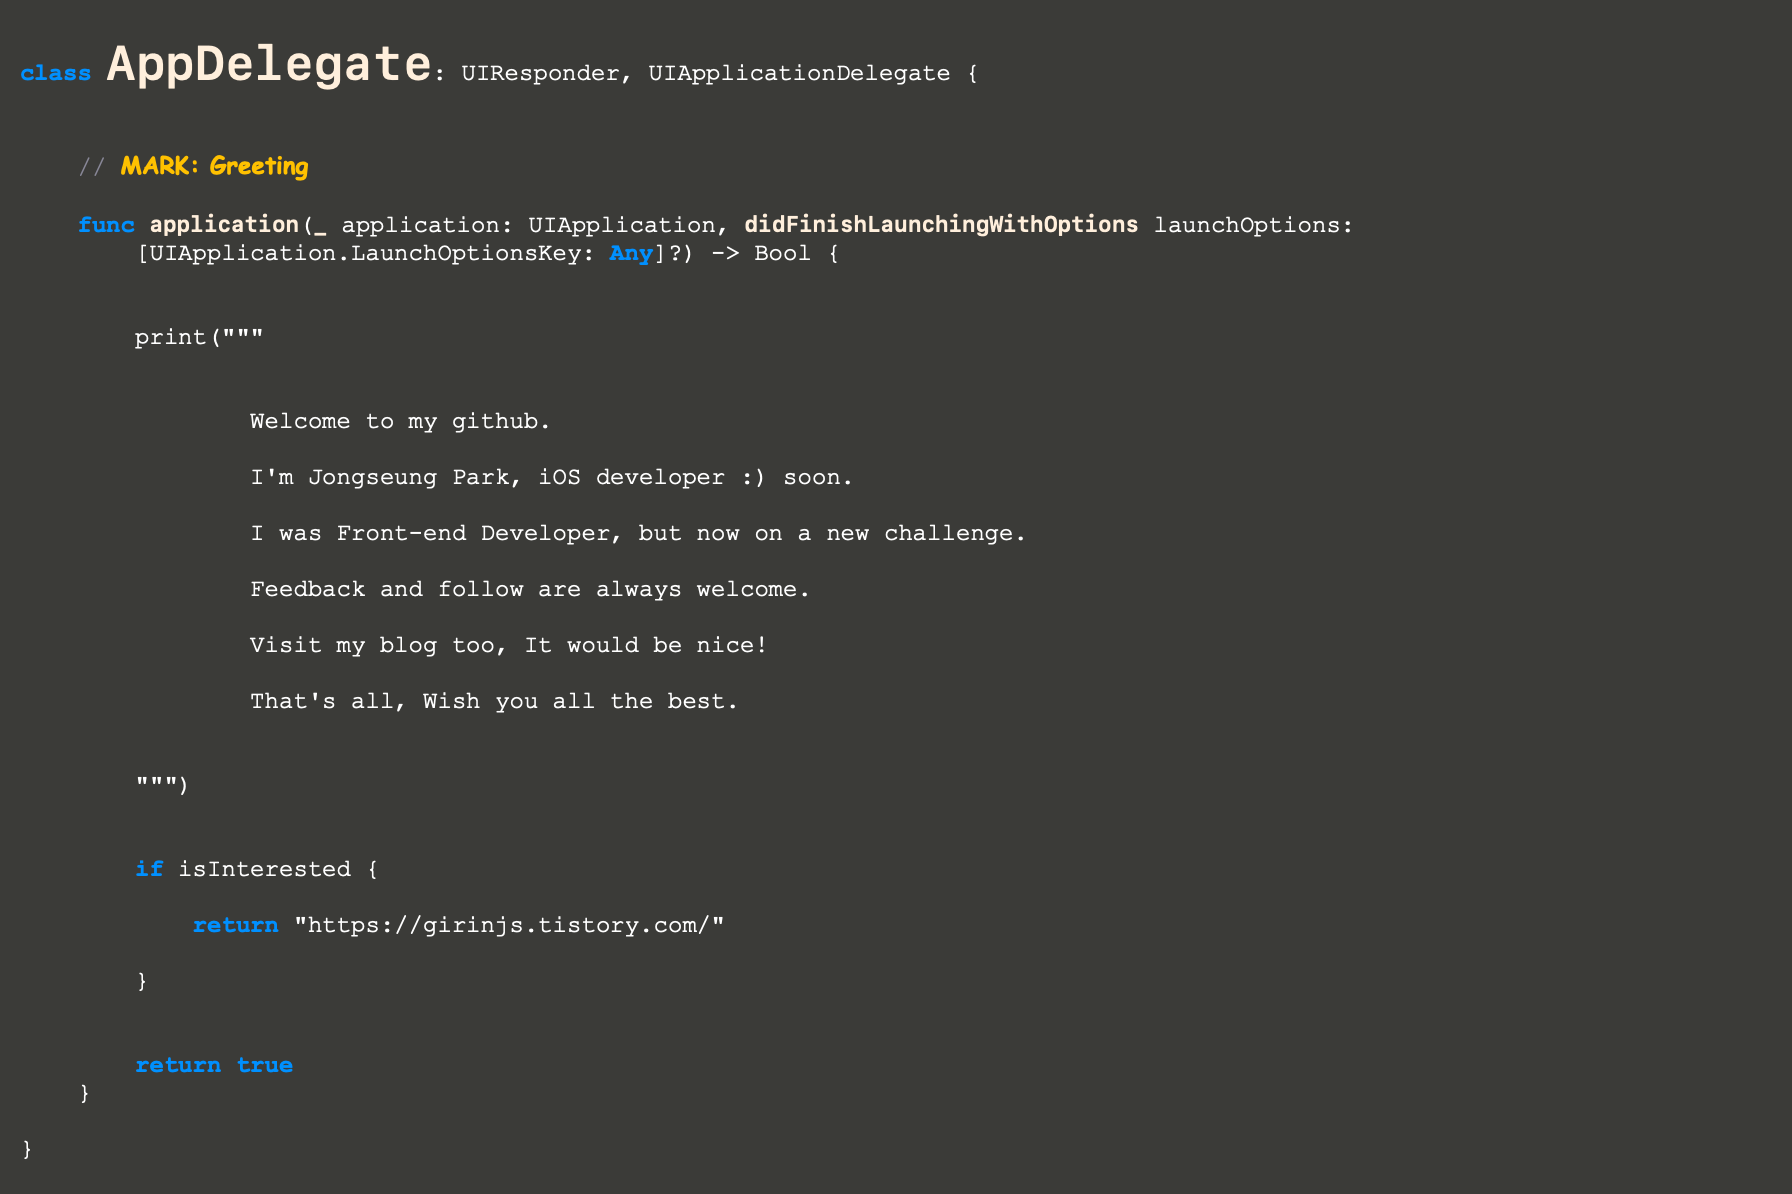 class AppDelegate: UIResponder, UIApplicationDelegate {
// MARK: Greeting
func application(_ application: UIApplication, didFinishLaunchingWithOptions launchOptions:
[UIApplication.LaunchOptionsKey: Any]?) -> Bool {
print("""
Welcome to my github.
I'm Jongseung Park, iOS developer :) soon.
I was Front-end Developer, but now on a new challenge.
Feedback and follow are always welcome.
Visit my blog too, It would be nice!
That's all, Wish you all the best.
""")
if isInterested {
return "https://girinjs.tistory.com/"
}
return true
}
}